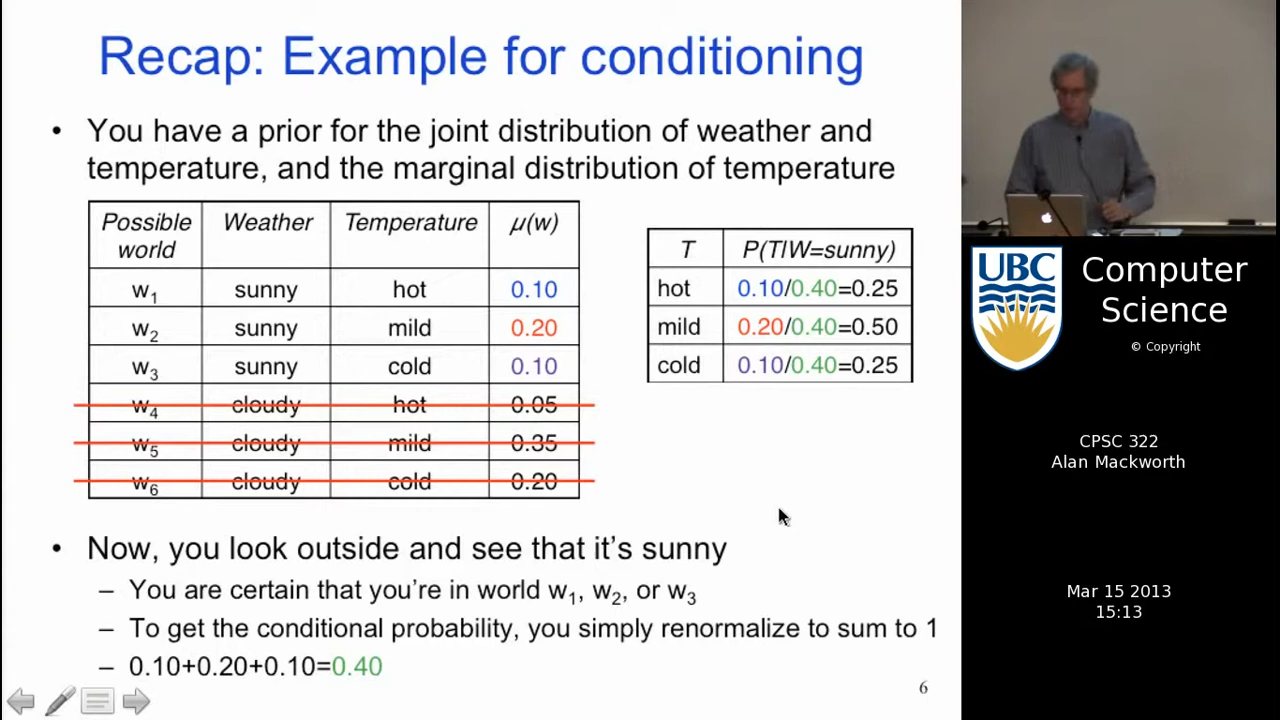 Recap: Example for conditioning
• You have a prior for the joint distribution of weather and
temperature, and the marginal distribution of temperature
Possible world Weather Temperature μ(w)
w1 sunny hot 0.10
w2 sunny mild 0.20
w3 sunny cold 0.10
w4 cloudy hot 0.05
w5 cloudy mild 0.35
w6 cloudy cold 0.20
T P(T|W=sunny)
hot 0.10/0.40=0.25
mild 0.20/0.40=0.50
cold 0.10/0.40=0.25
• Now, you look outside and see that it's sunny
– You are certain that you're in world w1, w2, or w3
– To get the conditional probability, you simply renormalize to sum to 1
– 0.10+0.20+0.10=0.40
6
UBC
Computer
Science
© Copyright
CPSC 322
Alan Mackworth
Mar 15 2013
15:13